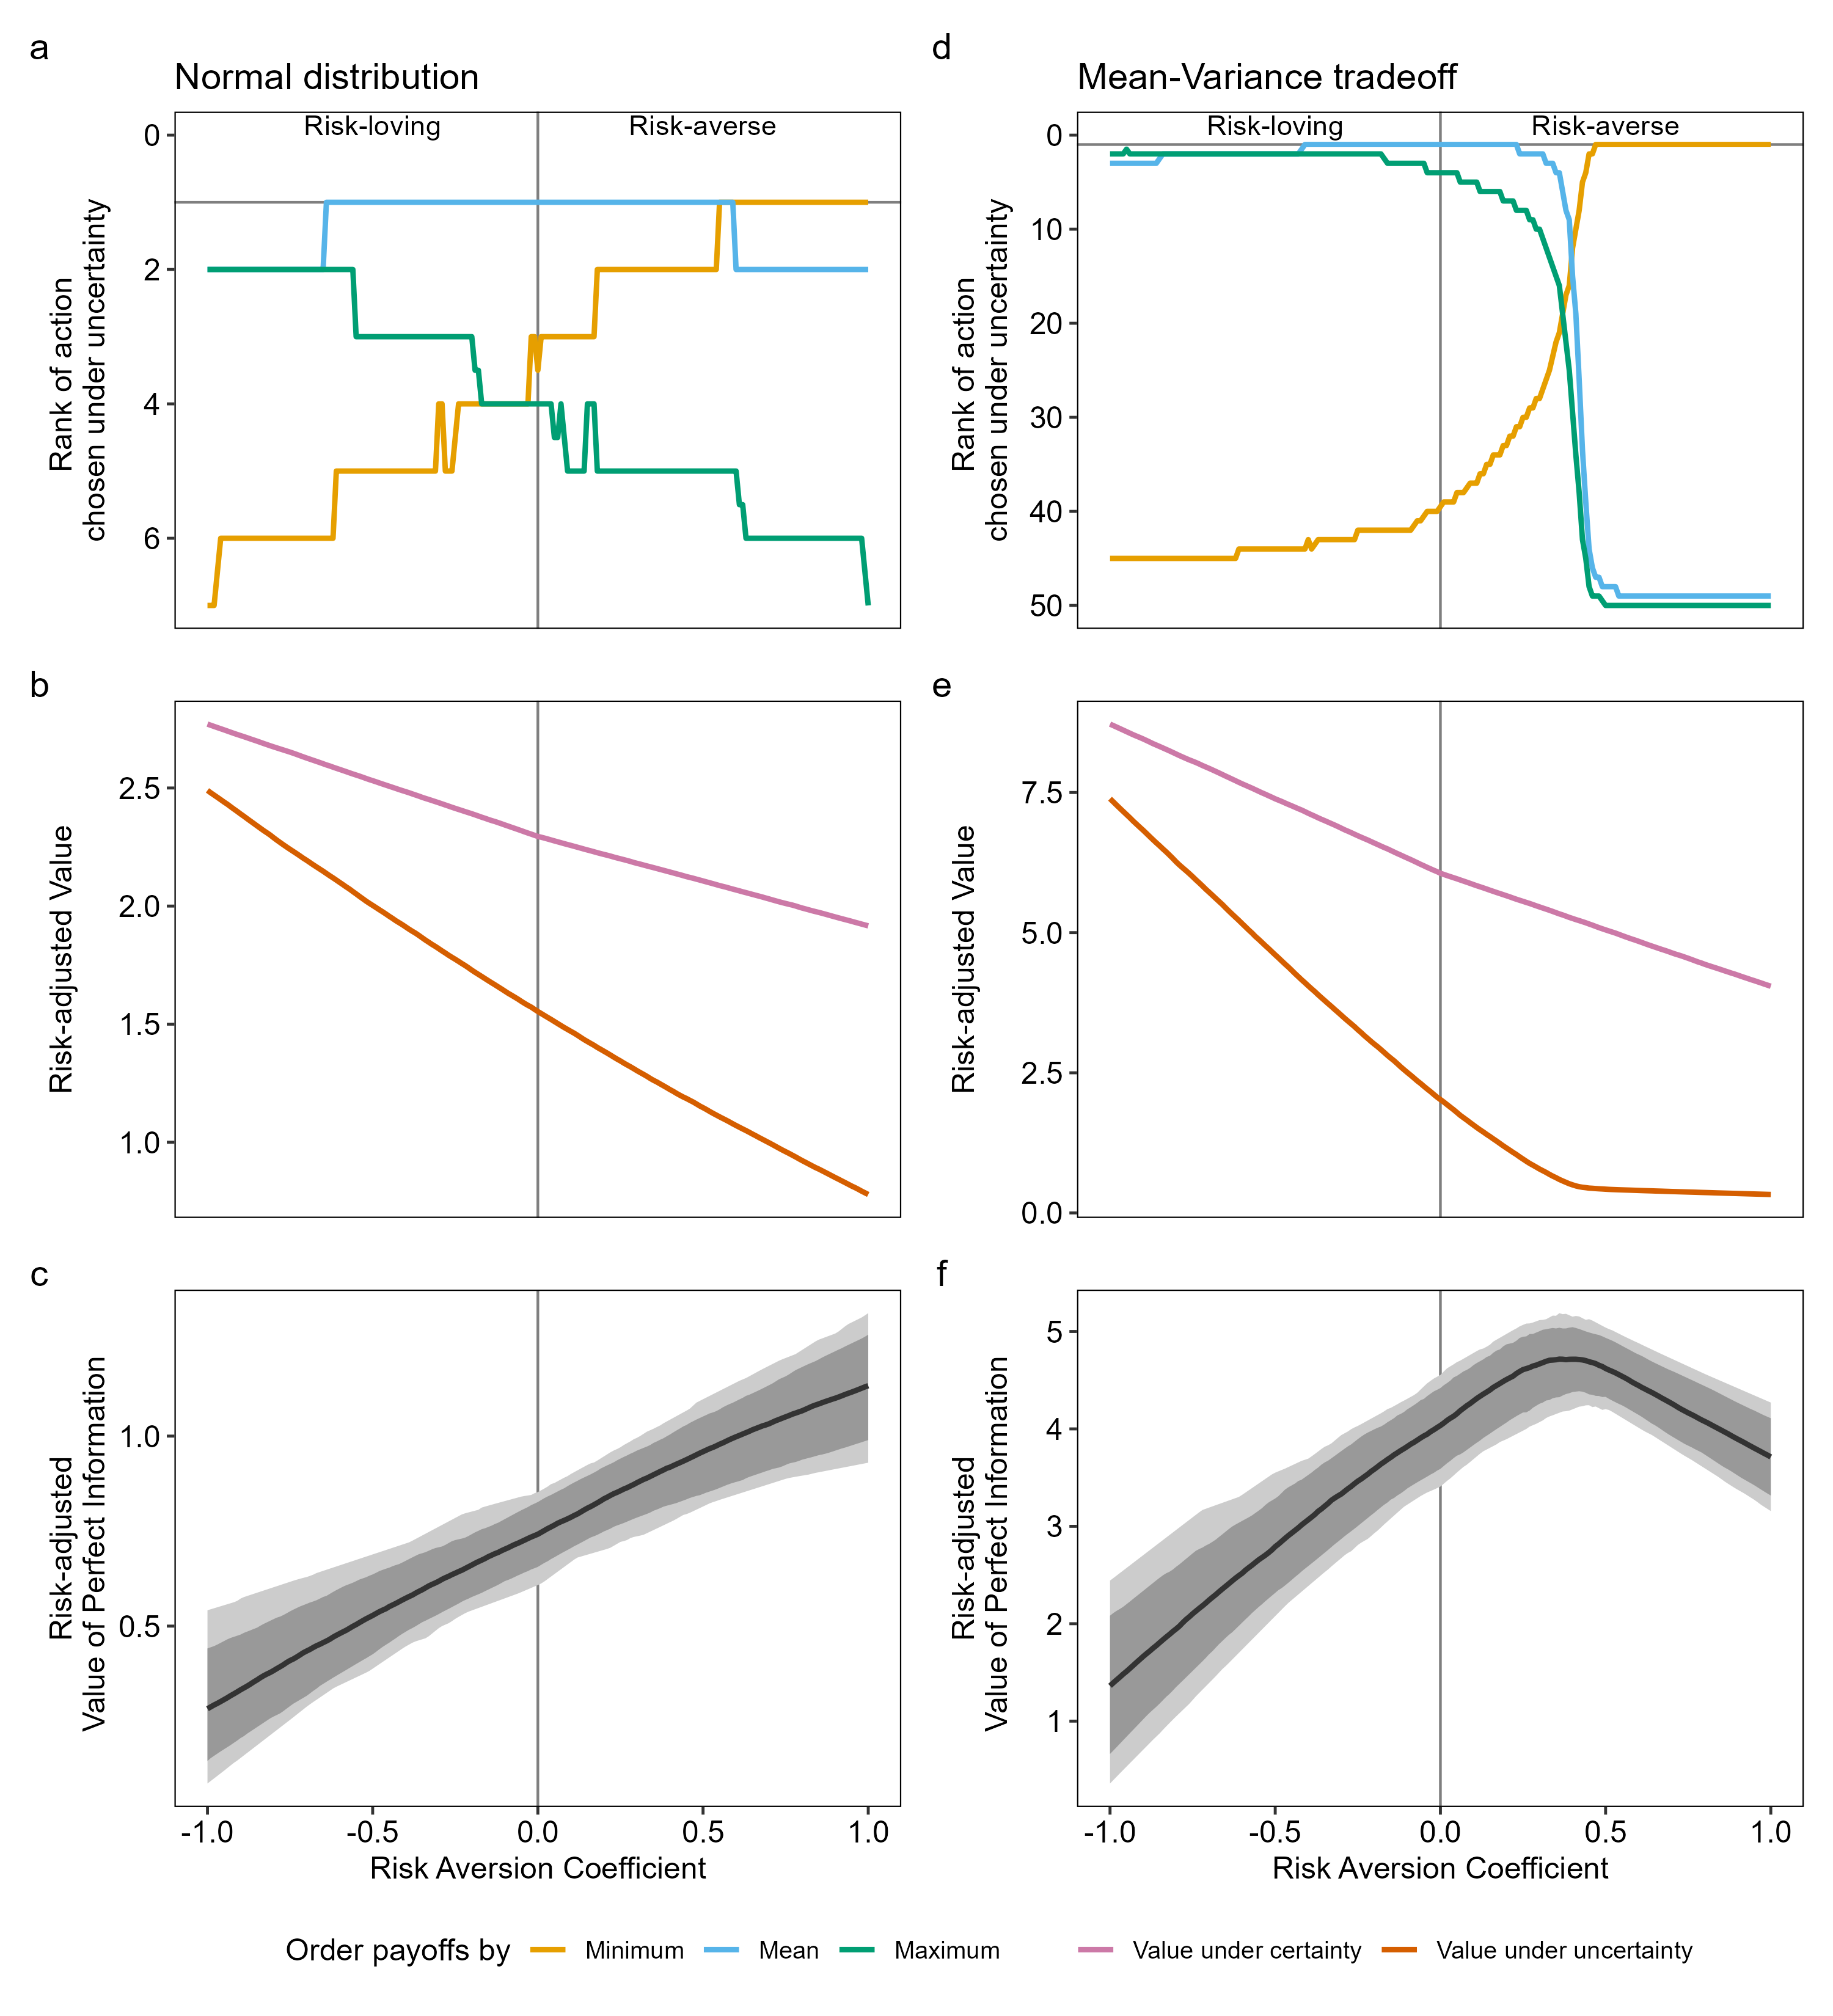 a
Normal distribution
Risk-loving
Risk-averse
0
2
4
6
Rank of action
chosen under uncertainty
d
Mean-Variance tradeoff
Risk-loving
Risk-averse
0
10
20
30
40
50
Rank of action
chosen under uncertainty
b
2.5
2.0
1.5
1.0
Risk-adjusted Value
e
7.5
5.0
2.5
0.0
Risk-adjusted Value
c
1.0
0.5
Risk-adjusted
Value of Perfect Information
-1.0 -0.5 0.0 0.5 1.0
Risk Aversion Coefficient
f
5
4
3
2
1
Risk-adjusted
Value of Perfect Information
-1.0 -0.5 0.0 0.5 1.0
Risk Aversion Coefficient
Order payoffs by Minimum Mean Maximum Value under certainty Value under uncertainty